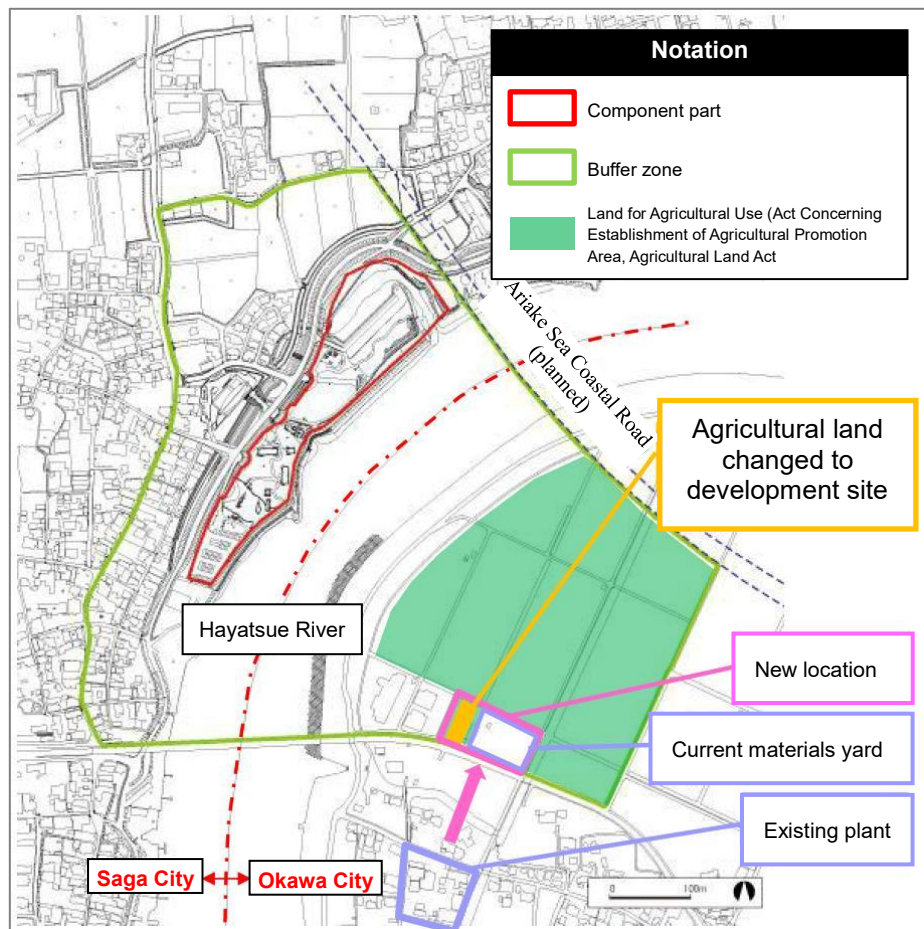 Notation
Component part
Buffer zone
Land for Agricultural Use (Act Concerning
Establishment of Agricultural Promotion
Area, Agricultural Land Act
Ariake Sea Coastal Road
(planned)
Agricultural land
changed to
development site
Hayatsue River
New location
Current materials yard
Existing plant
Saga City
Okawa City
0 100m